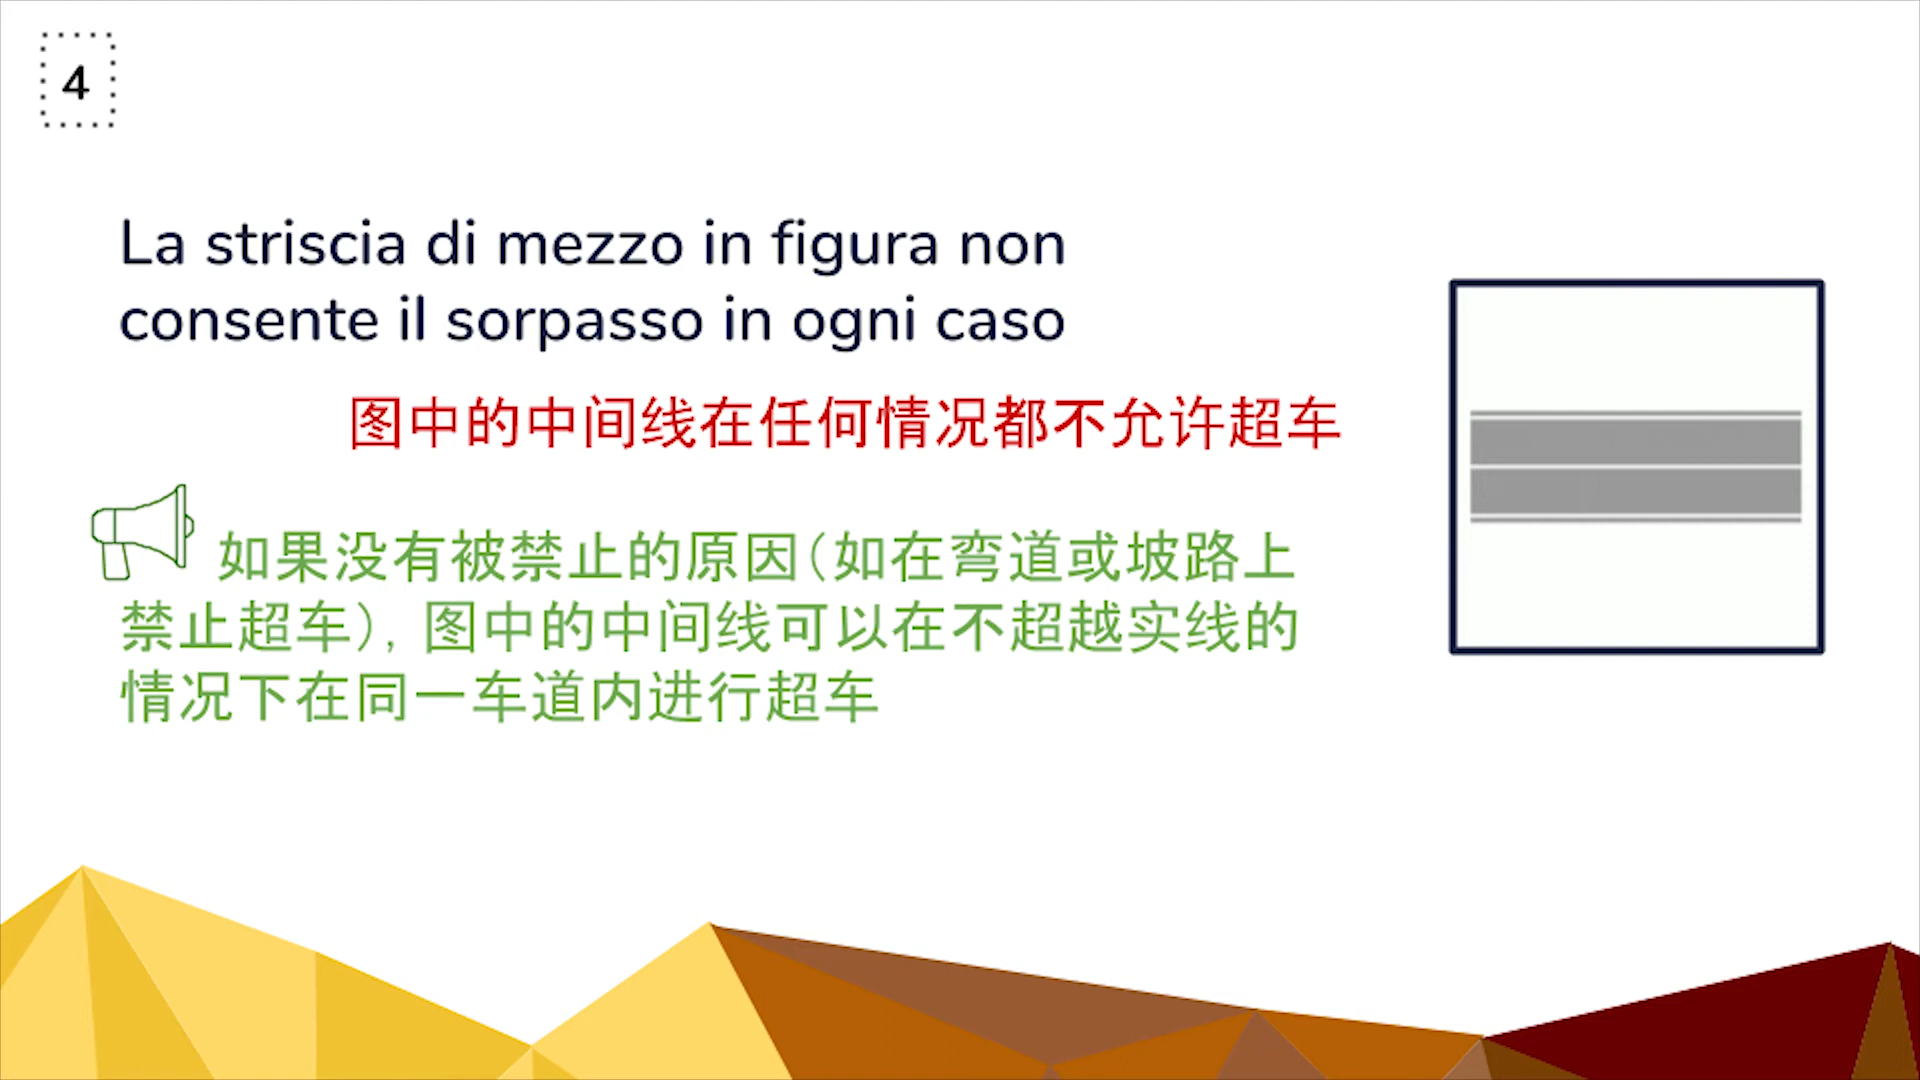 4
La striscia di mezzo in figura non
consente il sorpasso in ogni caso
图中的中间线在任何情况都不允许超车
如果没有被禁止的原因(如在弯道或坡路上
禁止超车), 图中的中间线可以在不超越实线的
情况下在同一车道内进行超车